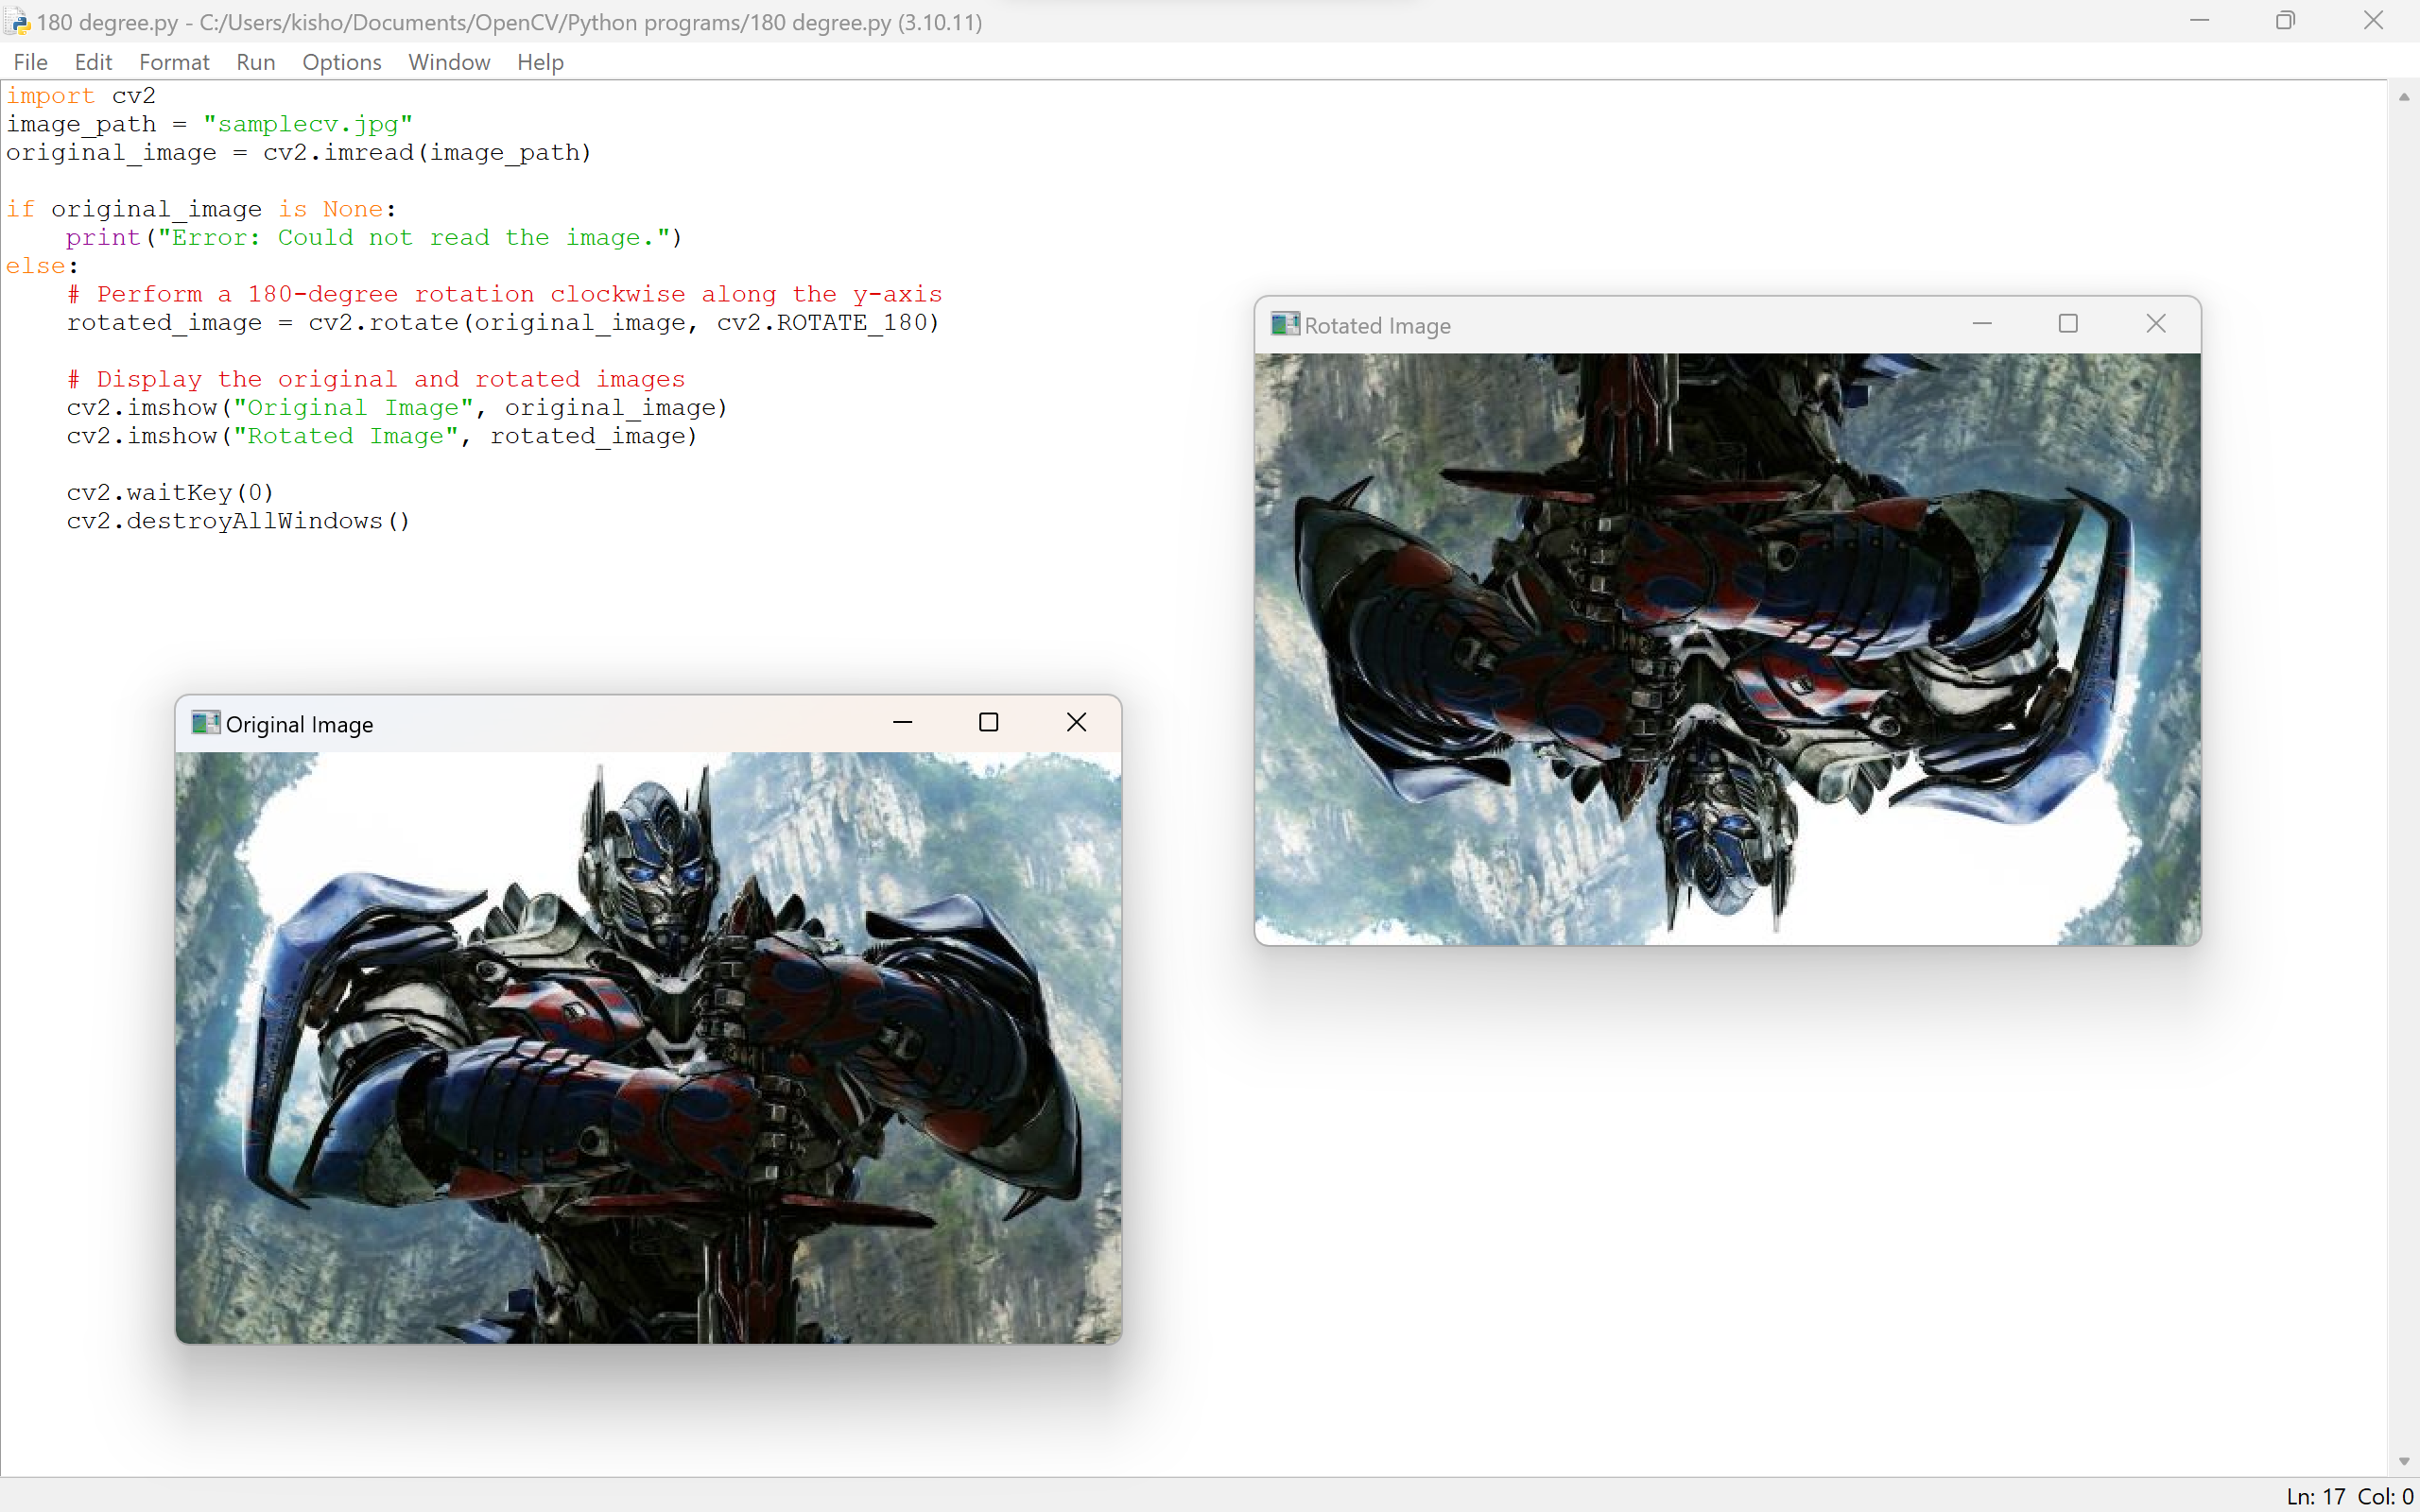 180 degree.py - C:/Users/kisho/Documents/OpenCV/Python programs/180 degree.py (3.10.11)
File Edit Format Run Options Window Help
import cv2
image_path = "samplecv.jpg"
original_image = cv2.imread(image_path)
if original_image is None:
    print("Error: Could not read the image.")
else:
    # Perform a 180-degree rotation clockwise along the y-axis
    rotated_image = cv2.rotate(original_image, cv2.ROTATE_180)
    # Display the original and rotated images
    cv2.imshow("Original Image", original_image)
    cv2.imshow("Rotated Image", rotated_image)
    cv2.waitKey(0)
    cv2.destroyAllWindows()
Rotated Image
Original Image
Ln: 17 Col: 0